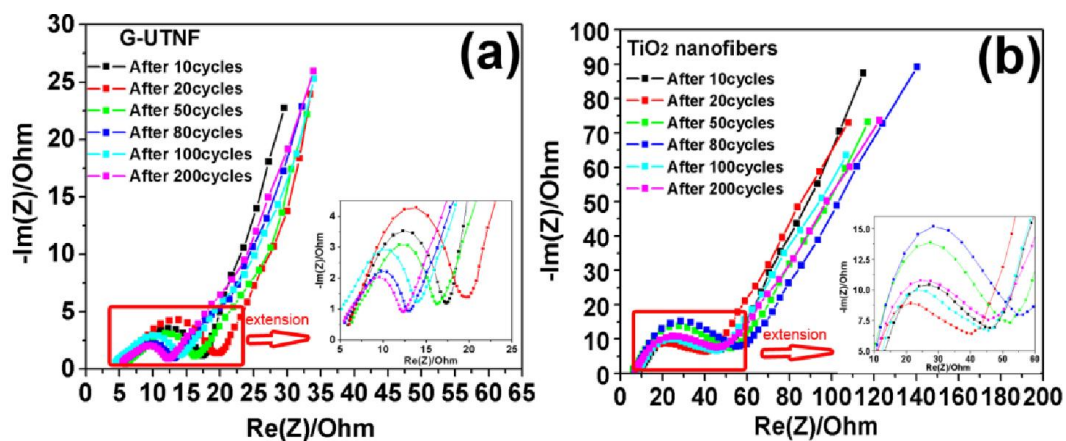 (a)
G-UTNF
After 10cycles
After 20cycles
After 50cycles
After 80cycles
After 100cycles
After 200cycles
-Im(Z)/Ohm
30
25
20
15
10
5
0
0 5 10 15 20 25 30 35 40 45 50 55 60 65
Re(Z)/Ohm
extension
-Im(Z)/Ohm
4
3
2
1
0
5 10 15 20 25
Re(Z)/Ohm
(b)
TiO2 nanofibers
After 10cycles
After 20cycles
After 50cycles
After 80cycles
After 100cycles
After 200cycles
-Im(Z)/Ohm
100
90
80
70
60
50
40
30
20
10
0
0 20 40 60 80 100 120 140 160 180 200
Re(Z)/Ohm
extension
-Im(Z)/Ohm
15.0
12.5
10.0
7.5
5.0
10 20 30 40 50 60
Re(Z)/Ohm